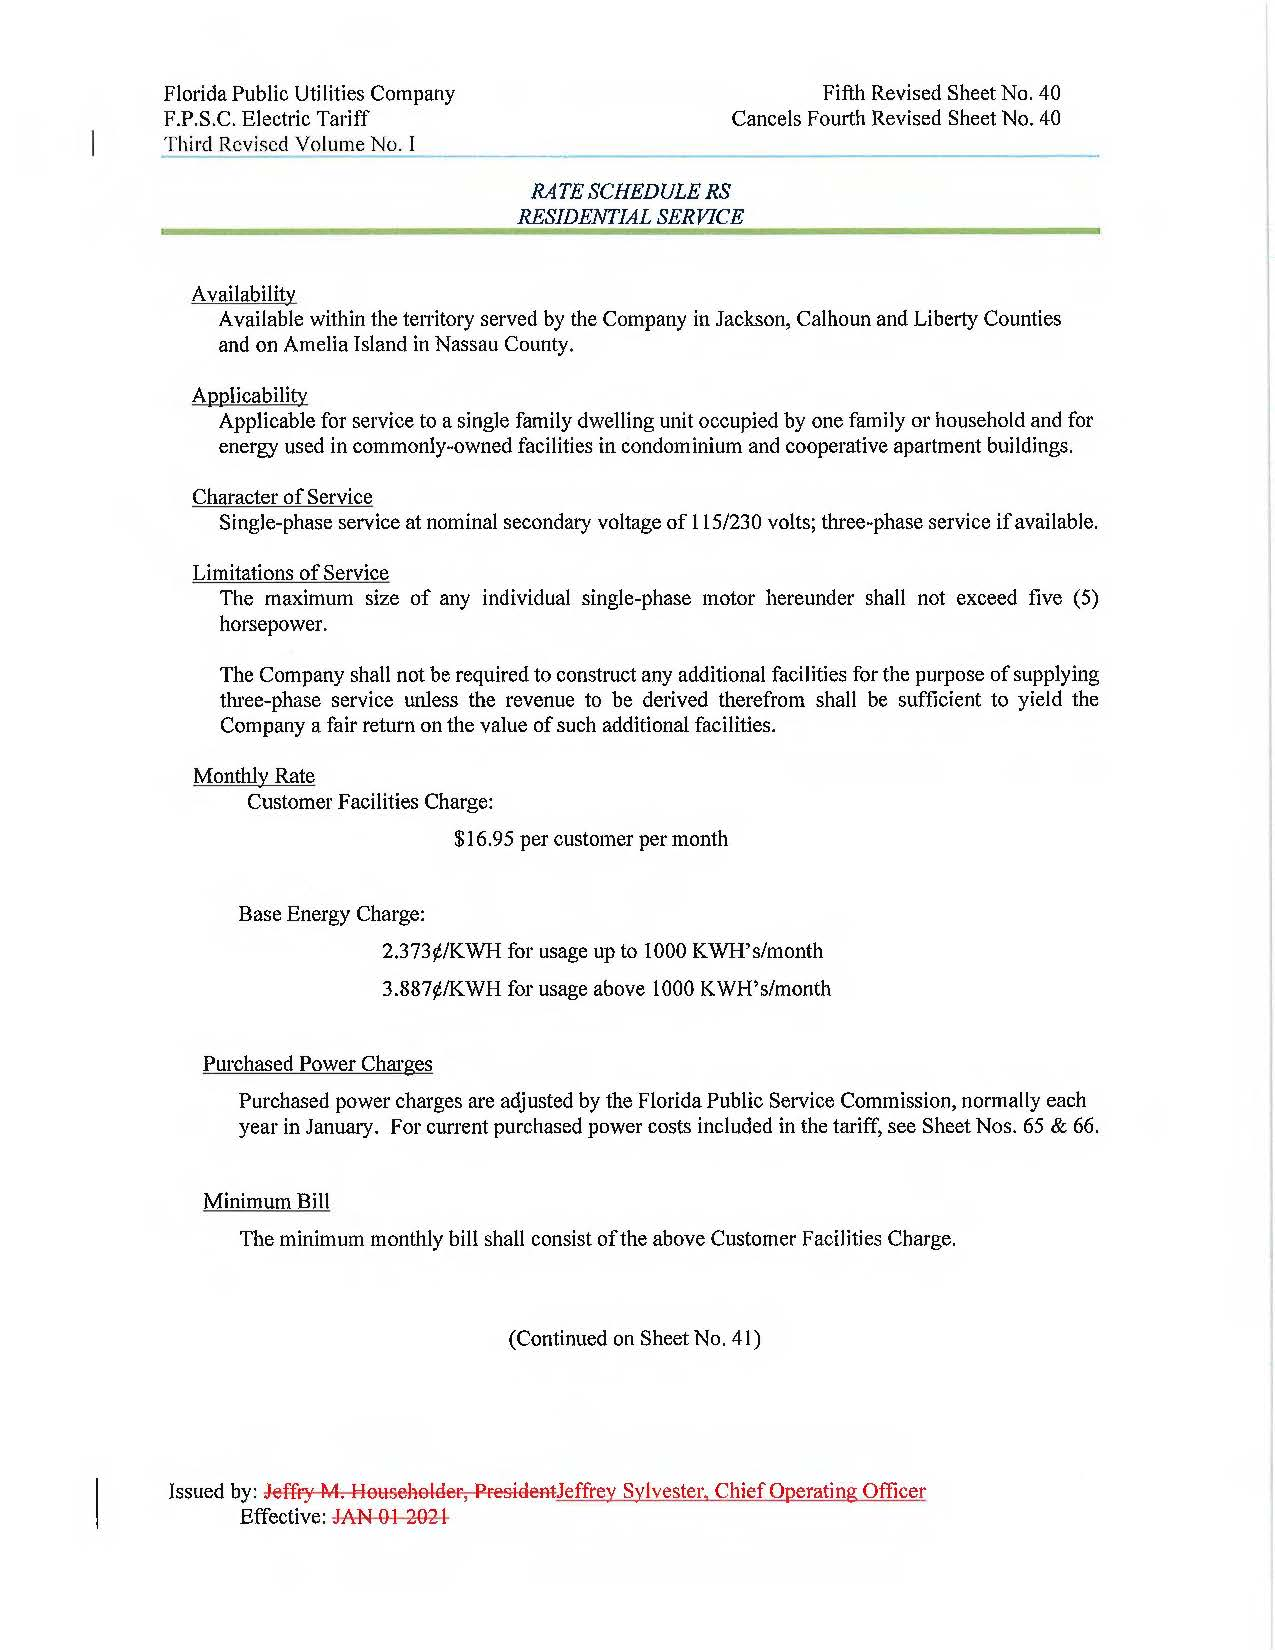 Florida Public Utilities Company
Fifth Revised Sheet No. 40
F.P.S.C. Electric Tariff
Cancels Fourth Revised Sheet No. 40
Third Revised Volume No. I
RATE SCHEDULE RS
RESIDENTIAL SERVICE
Availability
Available within the territory served by the Company in Jackson, Calhoun and Liberty Counties
and on Amelia Island in Nassau County.
Applicability
Applicable for service to a single family dwelling unit occupied by one family or household and for
energy used in commonly-owned facilities in condominium and cooperative apartment buildings.
Character of Service
Single-phase service at nominal secondary voltage of 115/230 volts; three-phase service if available.
Limitations of Service
The maximum size of any individual single-phase motor hereunder shall not exceed five (5)
horsepower.
The Company shall not be required to construct any additional facilities for the purpose of supplying
three-phase service unless the revenue to be derived therefrom shall be sufficient to yield the
Company a fair return on the value of such additional facilities.
Monthly Rate
Customer Facilities Charge:
$16.95 per customer per month
Base Energy Charge:
2.373¢/KWH for usage up to 1000 KWH's/month
3.887¢/KWH for usage above 1000 KWH's/month
Purchased Power Charges
Purchased power charges are adjusted by the Florida Public Service Commission, normally each
year in January. For current purchased power costs included in the tariff, see Sheet Nos. 65 & 66.
Minimum Bill
The minimum monthly bill shall consist of the above Customer Facilities Charge.
(Continued on Sheet No. 41)
Issued by: Jeffry M. Householder, PresidentJeffrey Sylvester, Chief Operating Officer
Effective: JAN 01 2021